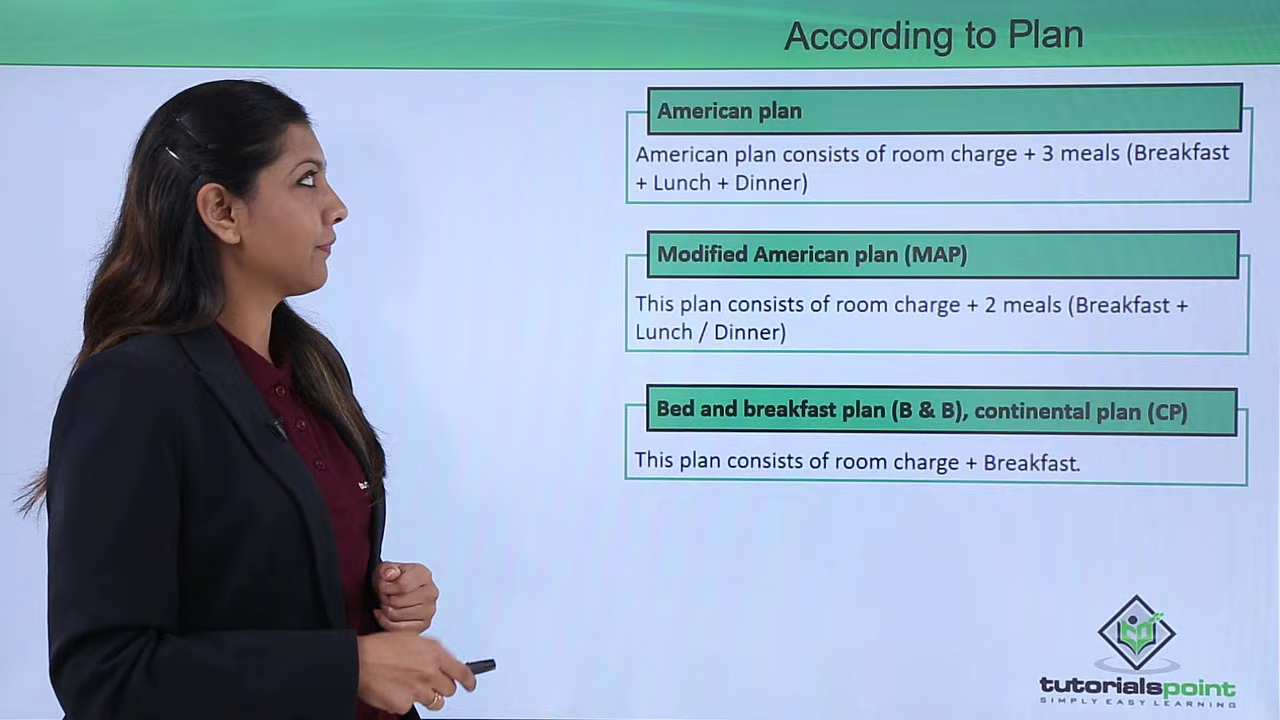 According to Plan
American plan
American plan consists of room charge + 3 meals (Breakfast
+ Lunch + Dinner)
Modified American plan (MAP)
This plan consists of room charge + 2 meals (Breakfast +
Lunch / Dinner)
Bed and breakfast plan (B & B), continental plan (CP)
This plan consists of room charge + Breakfast.
tutorialspoint
SIMPLY EASY LEARNING